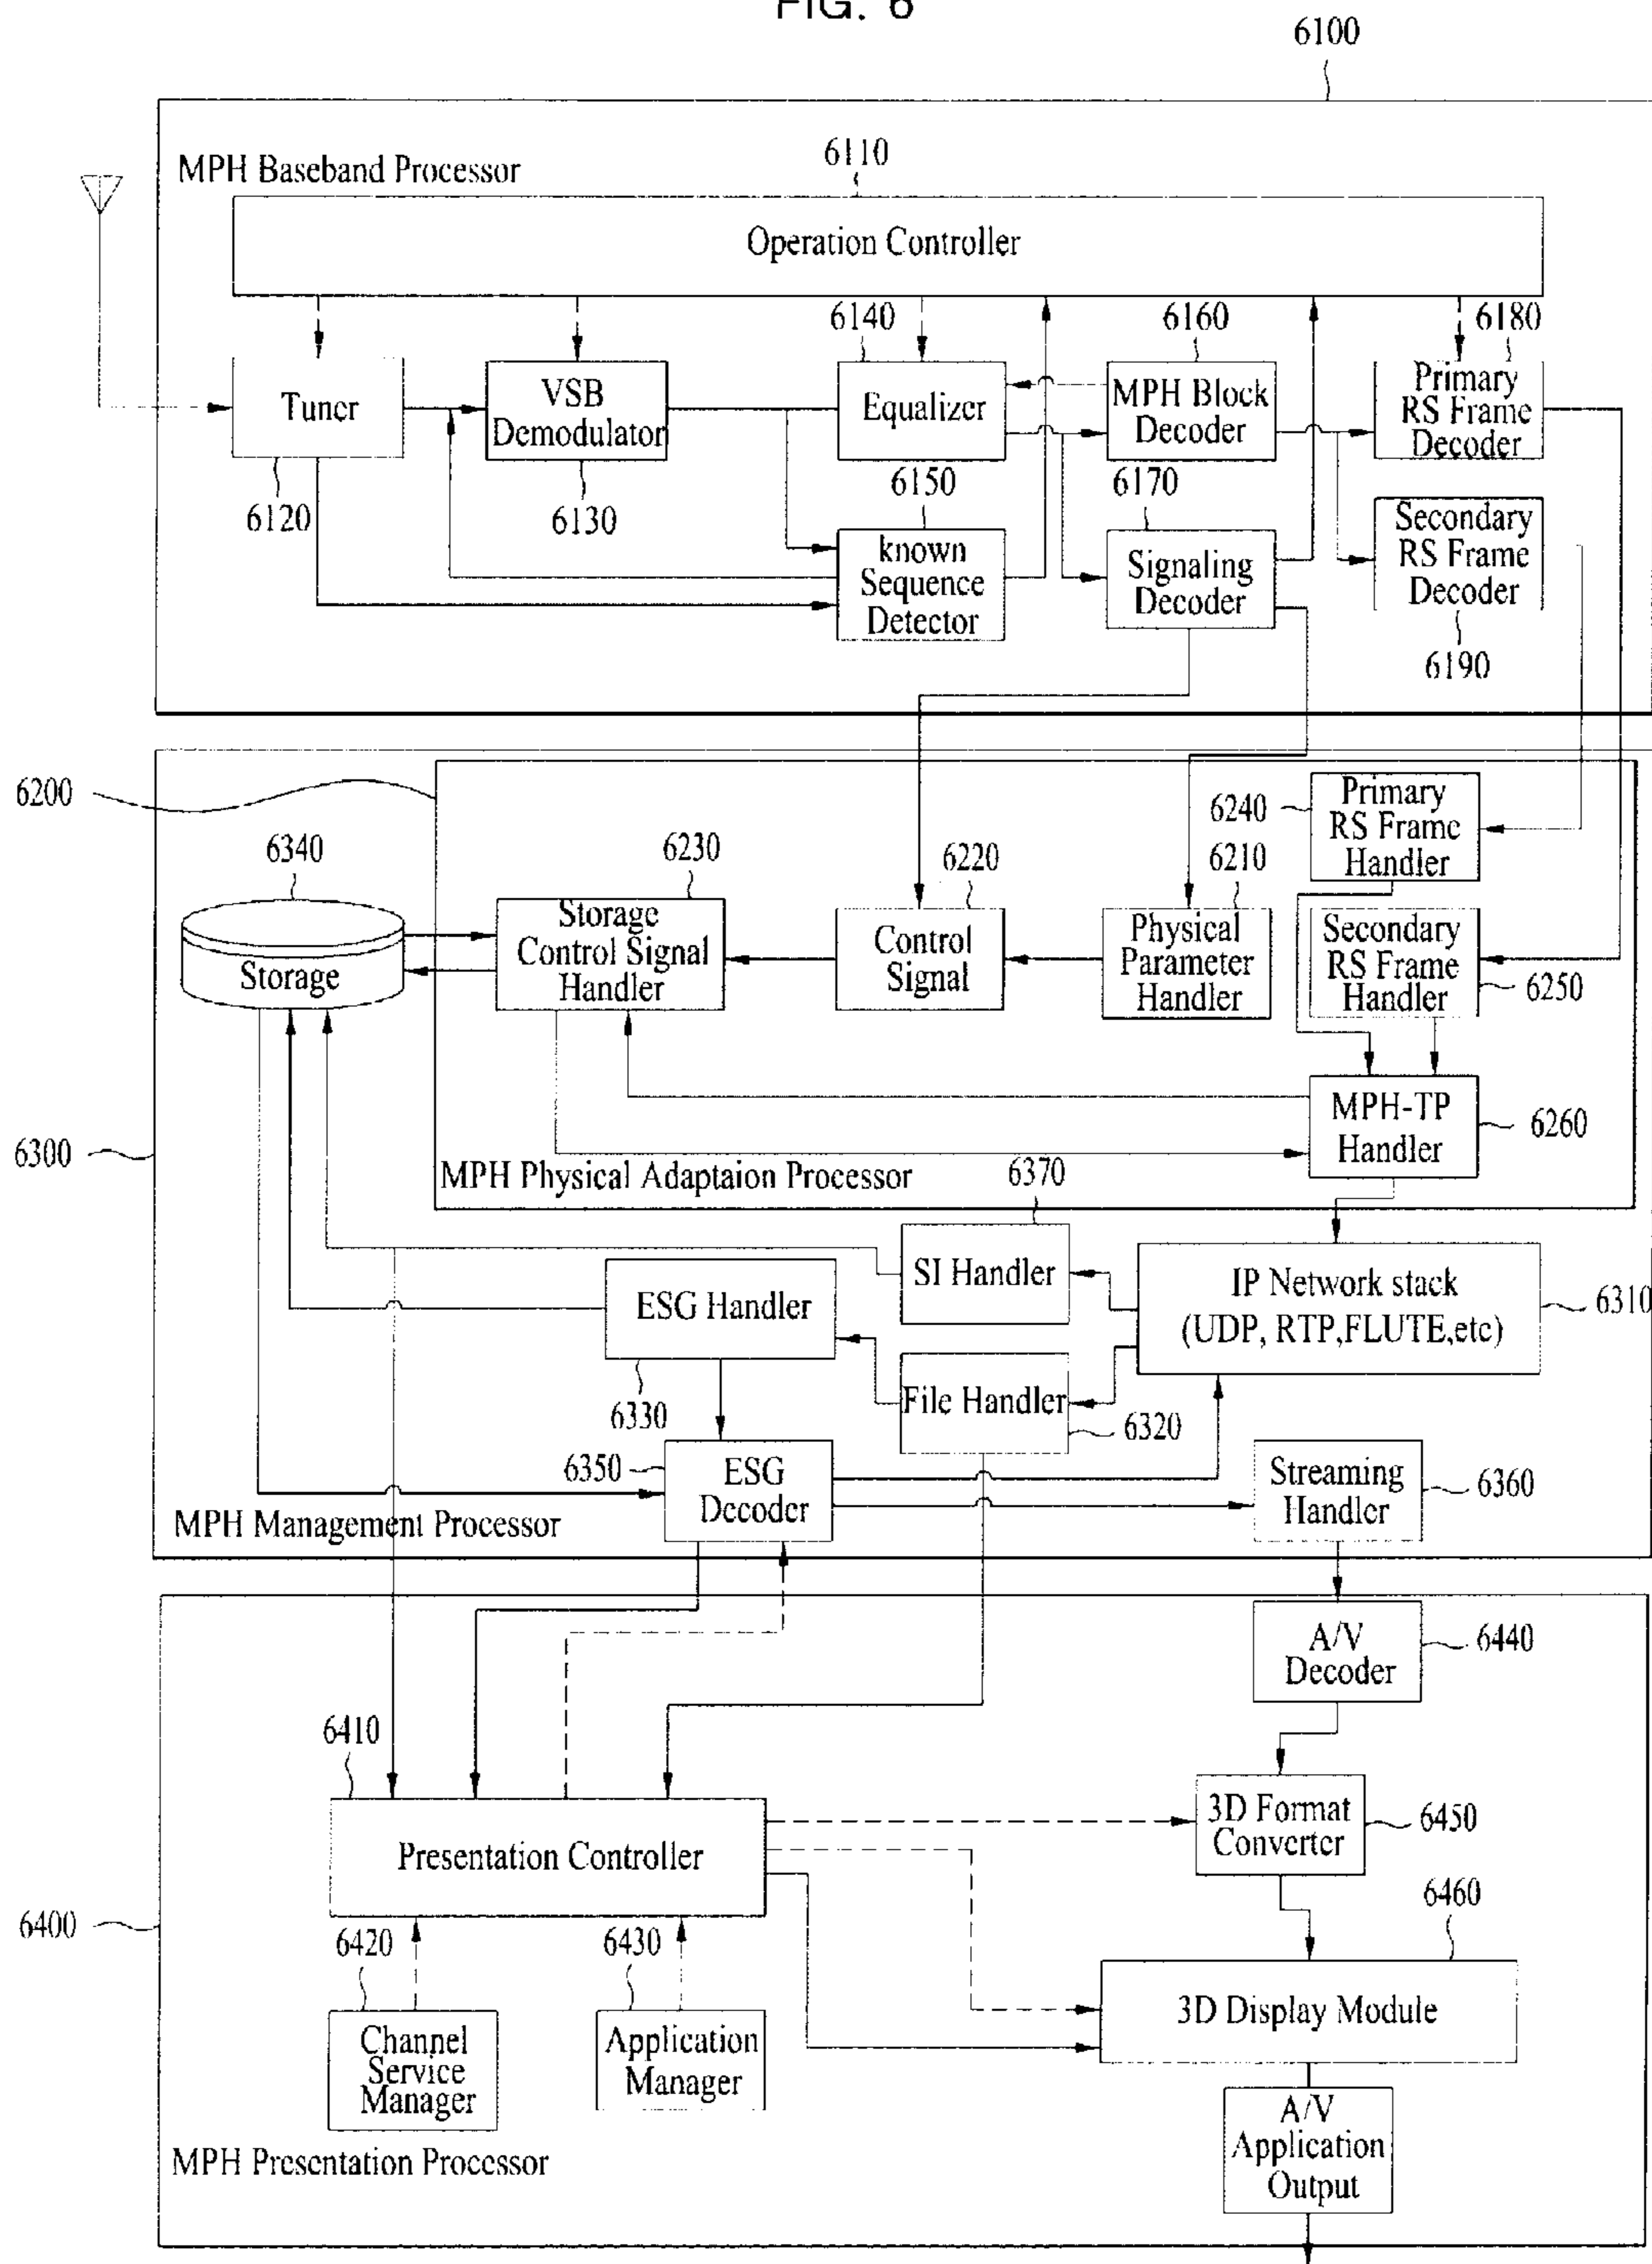 FIG. 6
6100
MPH Baseband Processor
6110
Operation Controller
6140
6160
6180
Tuner
VSB
Demodulator
Equalizer
MPH Block
Decoder
Primary
RS Frame
Decoder
6120
6130
6150
6170
known
Sequence
Detector
Signaling
Decoder
Secondary
RS Frame
Decoder
6190
6200
6240
Primary
RS Frame
Handler
6340
6230
6220
6210
Storage
Storage
Control Signal
Handler
Control
Signal
Physical
Parameter
Handler
Secondary
RS Frame
Handler
6250
MPH-TP
Handler
6260
6300
MPH Physical Adaptaion Processor
6370
SI Handler
IP Network stack
(UDP, RTP,FLUTE,etc)
6310
ESG Handler
6330
File Handler
6320
6350
ESG
Decoder
Streaming
Handler
6360
MPH Management Processor
A/V
Decoder
6440
6410
Presentation Controller
3D Format
Converter
6450
6400
6420
6430
6460
3D Display Module
Channel
Service
Manager
Application
Manager
A/V
Application
Output
MPH Presentation Processor